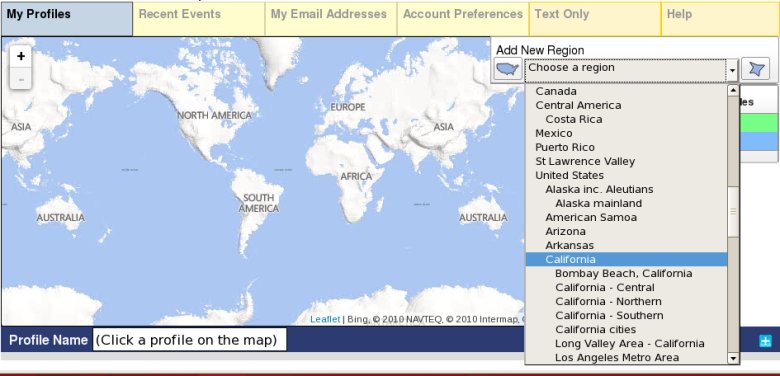 My Profiles
Recent Events
My Email Addresses
Account Preferences
Text Only
Help
+
-
Add New Region
Choose a region
Canada
Central America
Costa Rica
Mexico
Puerto Rico
St Lawrence Valley
United States
Alaska inc. Aleutians
Alaska mainland
American Samoa
Arizona
Arkansas
California
Bombay Beach, California
California - Central
California - Northern
California - Southern
California cities
Long Valley Area - California
Los Angeles Metro Area
les
ASIA
NORTH AMERICA
EUROPE
ASIA
AFRICA
SOUTH
AMERICA
AUSTRALIA
AUSTRALIA
Leaflet | Bing, © 2010 NAVTEQ, © 2010 Intermap,
Profile Name
(Click a profile on the map)
+